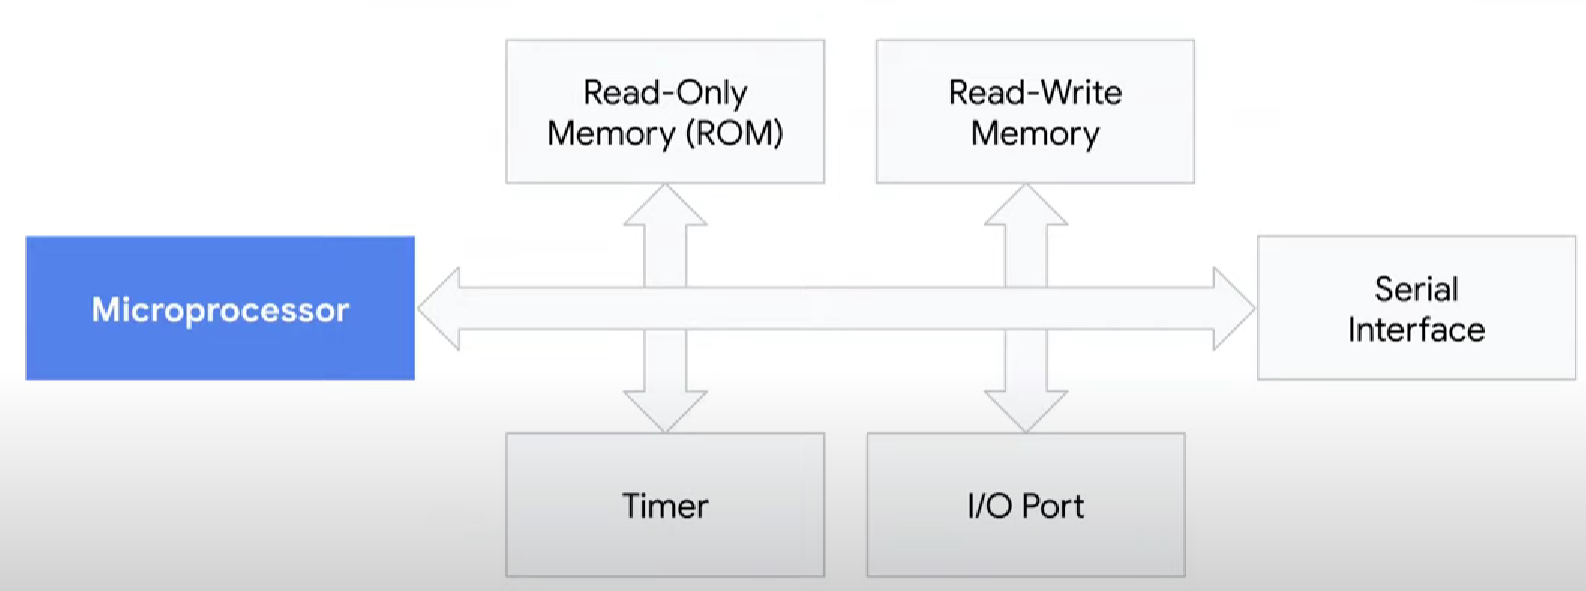 Read-Only
Memory (ROM)
Read-Write
Memory
Microprocessor
Serial
Interface
Timer
I/O Port